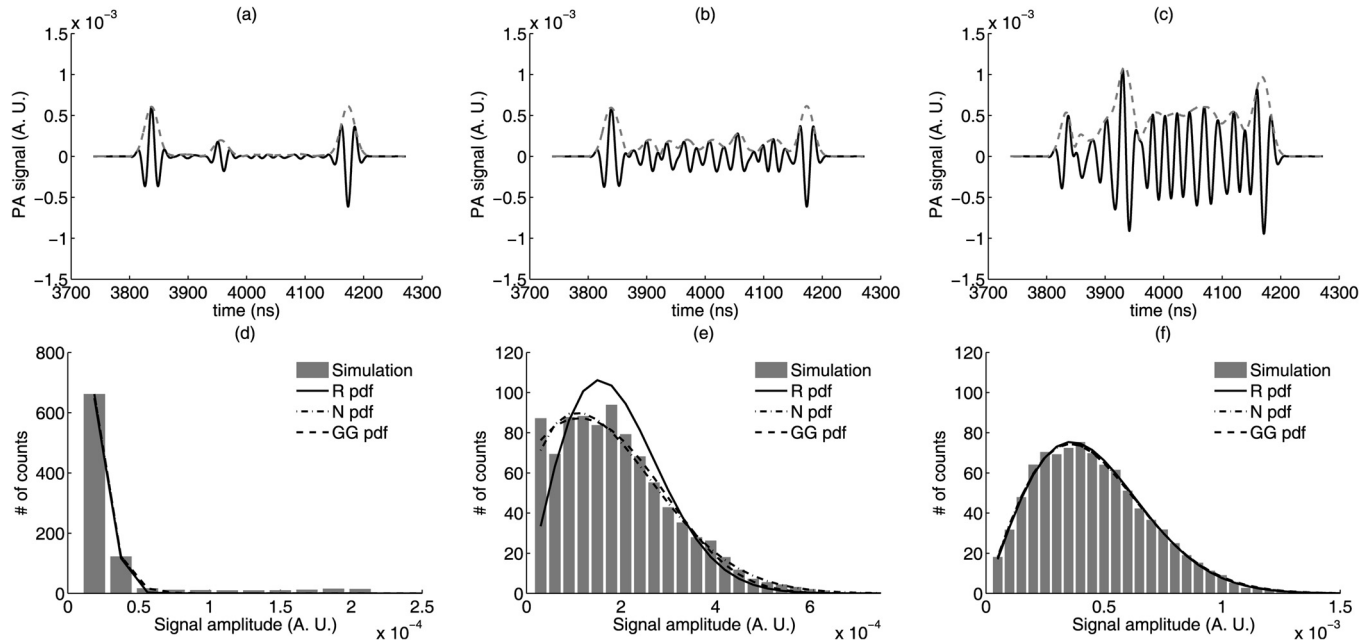 (a) (b) (c)
x 10⁻³ x 10⁻³ x 10⁻³
1.5 1.5 1.5
1 1 1
0.5 0.5 0.5
0 0 0
−0.5 −0.5 −0.5
−1 −1 −1
−1.5 −1.5 −1.5
PA signal (A. U.) PA signal (A. U.) PA signal (A. U.)
3700 3800 3900 4000 4100 4200 4300 3700 3800 3900 4000 4100 4200 4300 3700 3800 3900 4000 4100 4200 4300
time (ns) time (ns) time (ns)
(d) (e) (f)
800 120 120
100 100
600 80 80
400 60 60
200 40 40
20 20
0 0 0
# of counts # of counts # of counts
Simulation Simulation Simulation
R pdf R pdf R pdf
N pdf N pdf N pdf
GG pdf GG pdf GG pdf
0 0.5 1 1.5 2 2.5 0 2 4 6 0 0.5 1 1.5
Signal amplitude (A. U.) Signal amplitude (A. U.) Signal amplitude (A. U.)
x 10⁻⁴ x 10⁻⁴ x 10⁻³